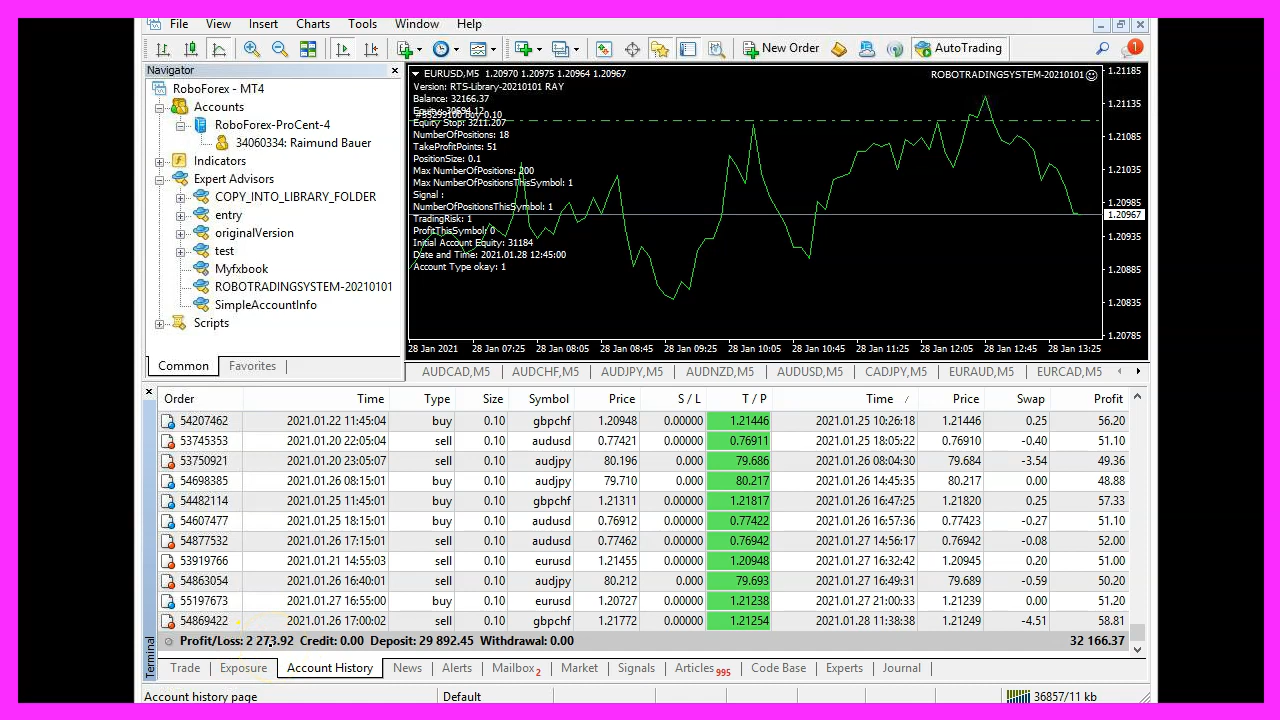 File View Insert Charts Tools Window Help
New Order AutoTrading 1
Navigator
RoboForex - MT4
Accounts
RoboForex-ProCent-4
34060334: Raimund Bauer
Indicators
Expert Advisors
COPY_INTO_LIBRARY_FOLDER
entry
originalVersion
test
Myfxbook
ROBOTRADINGSYSTEM-20210101
SimpleAccountInfo
Scripts
Common Favorites
EURUSD,M5 1.20970 1.20975 1.20964 1.20967
ROBOTRADINGSYSTEM-20210101
Version: RTS-Library-20210101 RAY
Balance: 32166.37
Equity Stop: 3211.207
NumberOfPositions: 18
TakeProfitPoints: 51
PositionSize: 0.1
Max NumberOfPositions: 200
Max NumberOfPositionsThisSymbol: 1
Signal :
NumberOfPositionsThisSymbol: 1
TradingRisk: 1
ProfitThisSymbol: 0
Initial Account Equity: 31184
Date and Time: 2021.01.28 12:45:00
Account Type okay: 1
1.21185
1.21135
1.21085
1.21035
1.20985
1.20967
1.20935
1.20885
1.20835
1.20785
28 Jan 2021 28 Jan 07:25 28 Jan 08:05 28 Jan 08:45 28 Jan 09:25 28 Jan 10:05 28 Jan 10:45 28 Jan 11:25 28 Jan 12:05 28 Jan 12:45 28 Jan 13:25
AUDCAD,M5 AUDCHF,M5 AUDJPY,M5 AUDNZD,M5 AUDUSD,M5 CADJPY,M5 EURAUD,M5 EURCAD,M5
Order Time Type Size Symbol Price S / L T / P Time / Price Swap Profit
54207462 2021.01.22 11:45:04 buy 0.10 gbpchf 1.20948 0.00000 1.21446 2021.01.25 10:26:18 1.21446 0.25 56.20
53745353 2021.01.20 22:05:04 sell 0.10 audusd 0.77421 0.00000 0.76911 2021.01.25 18:05:22 0.76910 -0.40 51.10
53750921 2021.01.20 23:05:07 sell 0.10 audjpy 80.196 0.000 79.686 2021.01.26 08:04:30 79.684 -3.54 49.36
54698385 2021.01.26 08:15:01 buy 0.10 audjpy 79.710 0.000 80.217 2021.01.26 14:45:35 80.217 0.00 48.88
54482114 2021.01.25 11:45:01 buy 0.10 gbpchf 1.21311 0.00000 1.21817 2021.01.26 16:47:25 1.21820 0.25 57.33
54607477 2021.01.25 18:15:01 buy 0.10 audusd 0.76912 0.00000 0.77422 2021.01.26 16:57:36 0.77423 -0.27 51.10
54877532 2021.01.26 17:15:01 sell 0.10 audusd 0.77462 0.00000 0.76942 2021.01.27 14:56:17 0.76942 -0.08 52.00
53919766 2021.01.21 14:55:03 sell 0.10 eurusd 1.21455 0.00000 1.20948 2021.01.27 16:32:42 1.20945 0.20 51.00
54863054 2021.01.26 16:40:01 sell 0.10 audjpy 80.212 0.000 79.693 2021.01.27 16:49:31 79.689 -0.59 50.20
55197673 2021.01.27 16:55:00 buy 0.10 eurusd 1.20727 0.00000 1.21238 2021.01.27 21:00:33 1.21239 0.00 51.20
54869422 2021.01.26 17:00:02 sell 0.10 gbpchf 1.21772 0.00000 1.21254 2021.01.28 11:38:38 1.21249 -4.51 58.81
Profit/Loss: 2 273.92 Credit: 0.00 Deposit: 29 892.45 Withdrawal: 0.00 32 166.37
Terminal
Trade Exposure Account History News Alerts Mailbox 2 Market Signals Articles 995 Code Base Experts Journal
Account history page Default 36857/11 kb